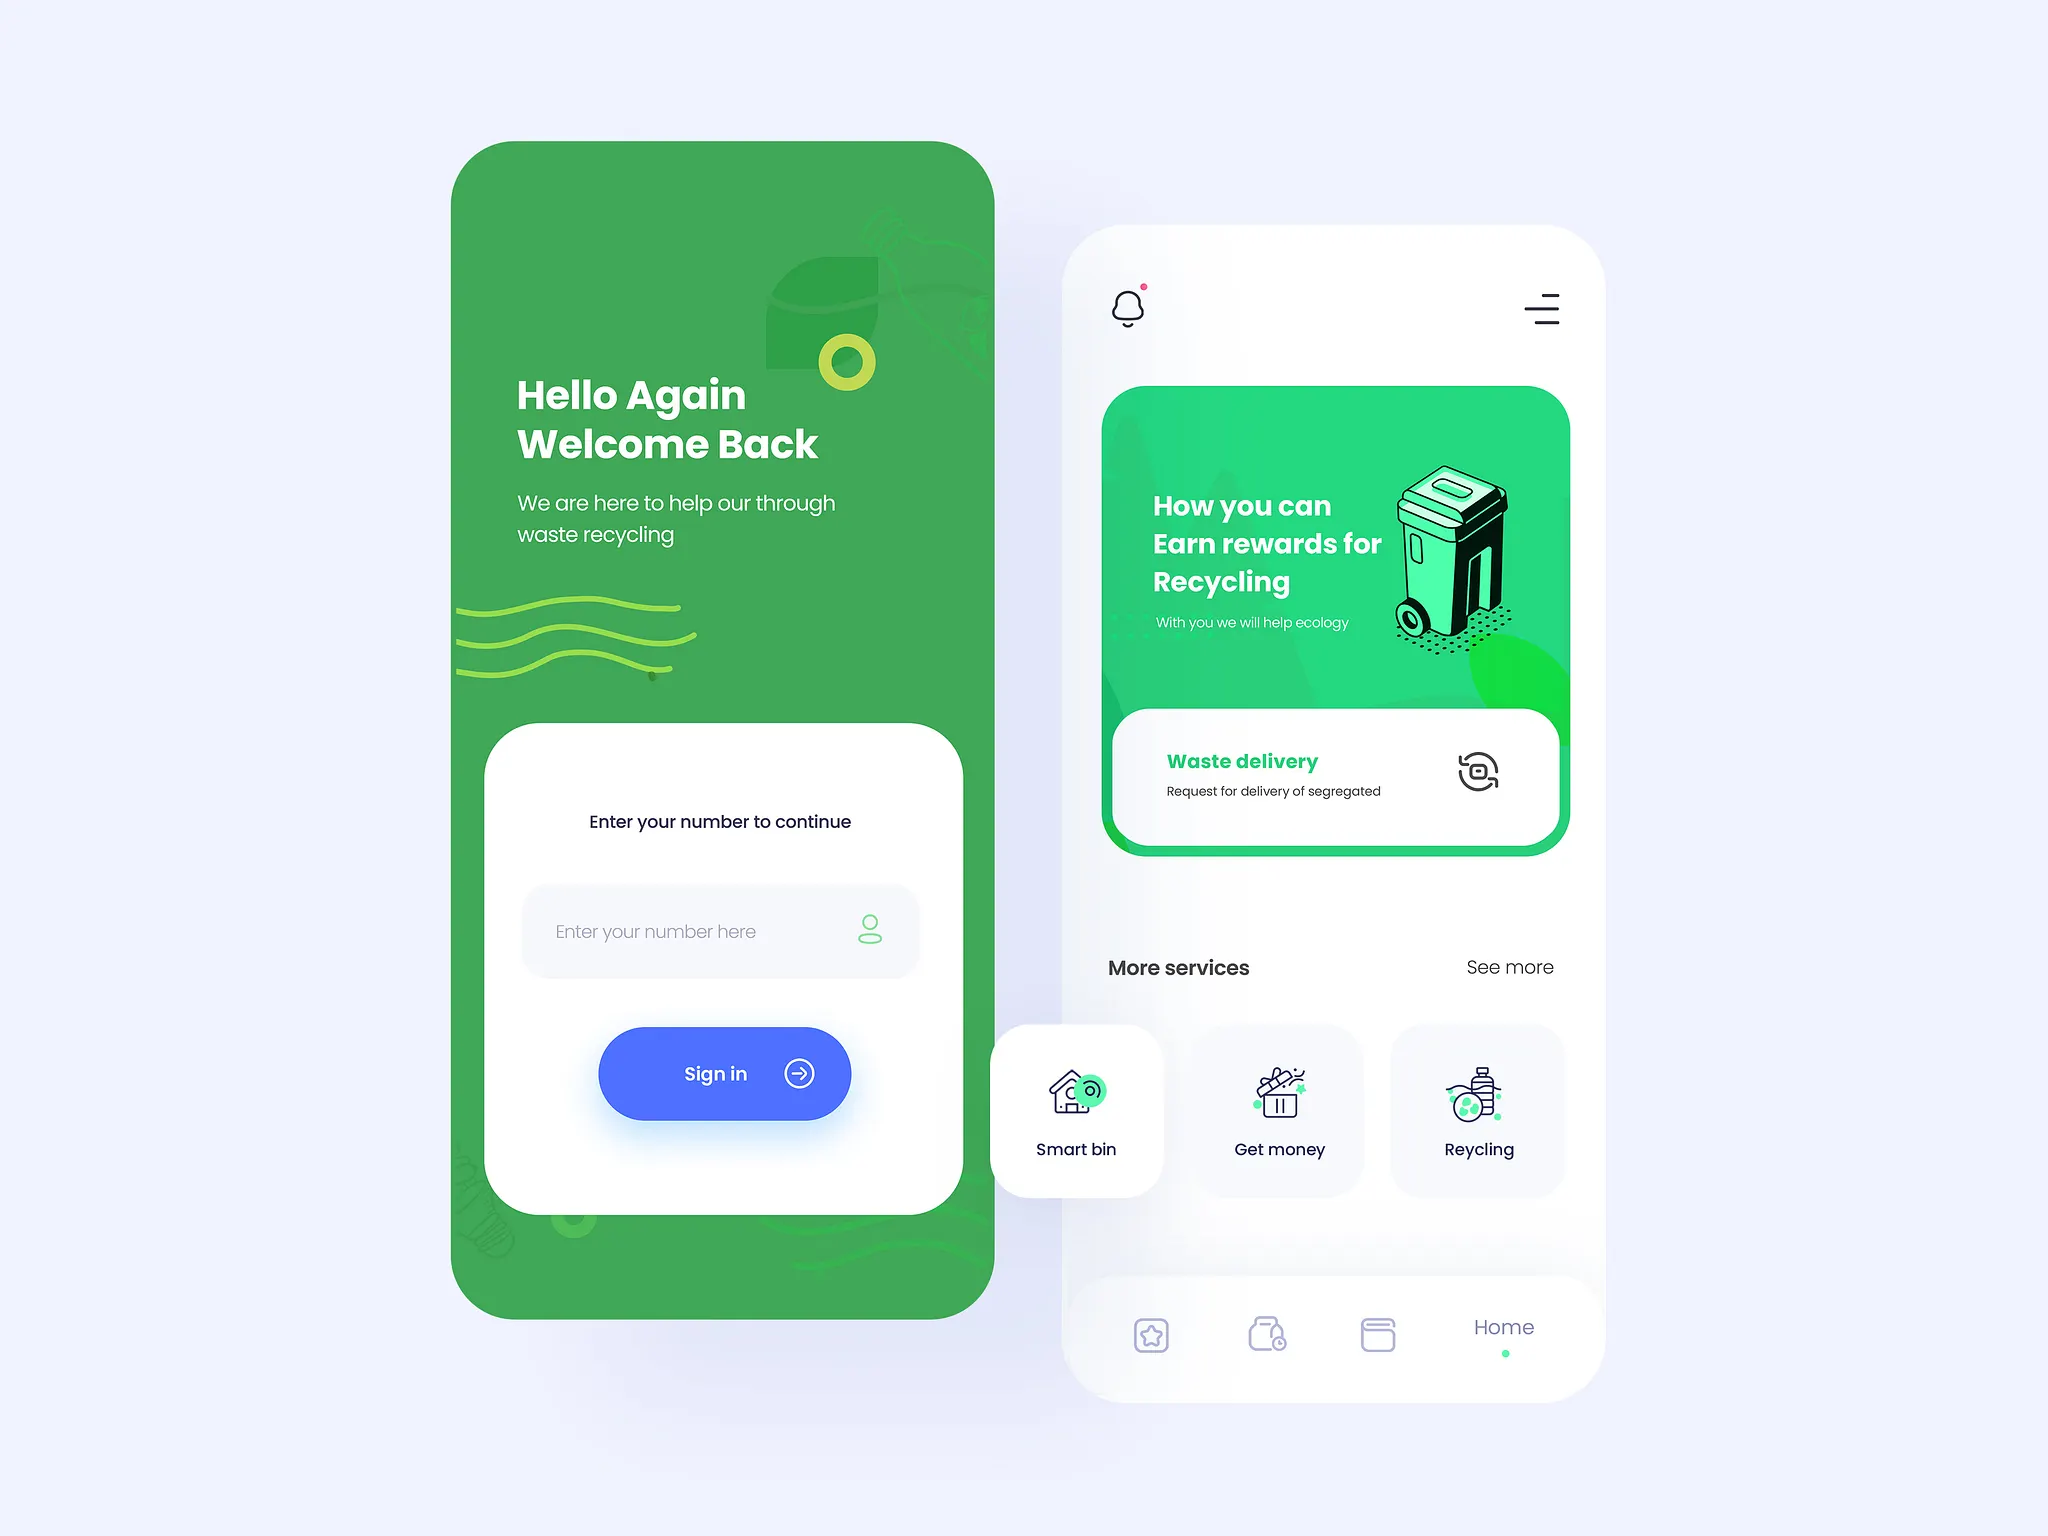 Hello Again
Welcome Back
We are here to help our through
waste recycling
Enter your number to continue
Enter your number here
Sign in
How you can
Earn rewards for
Recycling
With you we will help ecology
Waste delivery
Request for delivery of segregated
More services
See more
Smart bin
Get money
Reycling
Home